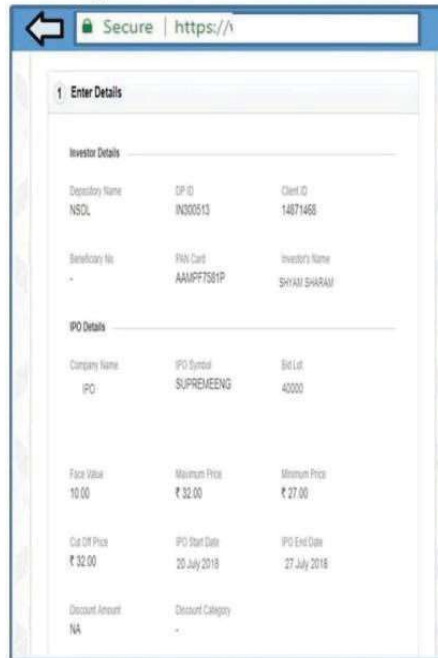 Secure | https://
1 Enter Details
Investor Details
Depository Name DP ID Client ID
NSDL IN300513 14671468
Beneficiary No PAN Card Investor's Name
- AAMPF7581P SHYAM SHARAM
IPO Details
Company Name IPO Symbol Bid Lot
IPO SUPREMEENG 40000
Face Value Maximum Price Minimum Price
10.00 ₹ 32.00 ₹ 27.00
Cut Off Price IPO Start Date IPO End Date
₹ 32.00 20 July 2018 27 July 2018
Discount Amount Discount Category
NA -